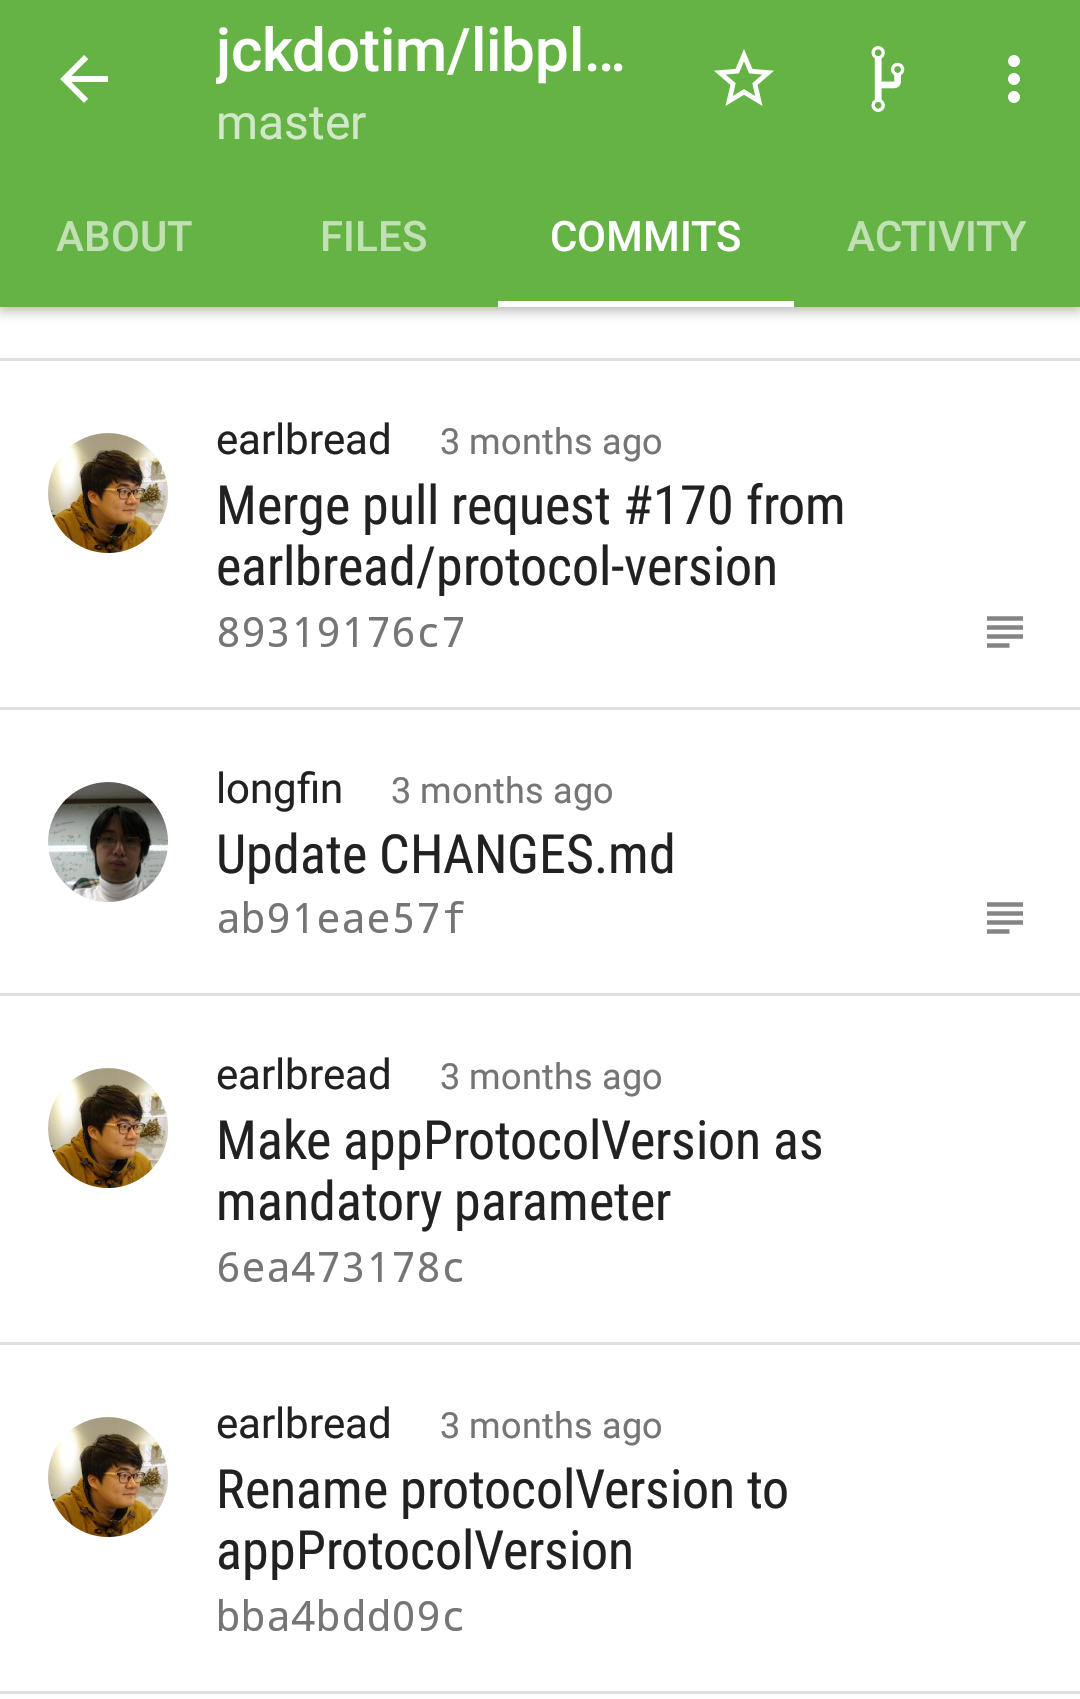 jckdotim/libpl...
master
ABOUT FILES COMMITS ACTIVITY
earlbread 3 months ago
Merge pull request #170 from
earlbread/protocol-version
89319176c7
longfin 3 months ago
Update CHANGES.md
ab91eae57f
earlbread 3 months ago
Make appProtocolVersion as
mandatory parameter
6ea473178c
earlbread 3 months ago
Rename protocolVersion to
appProtocolVersion
bba4bdd09c